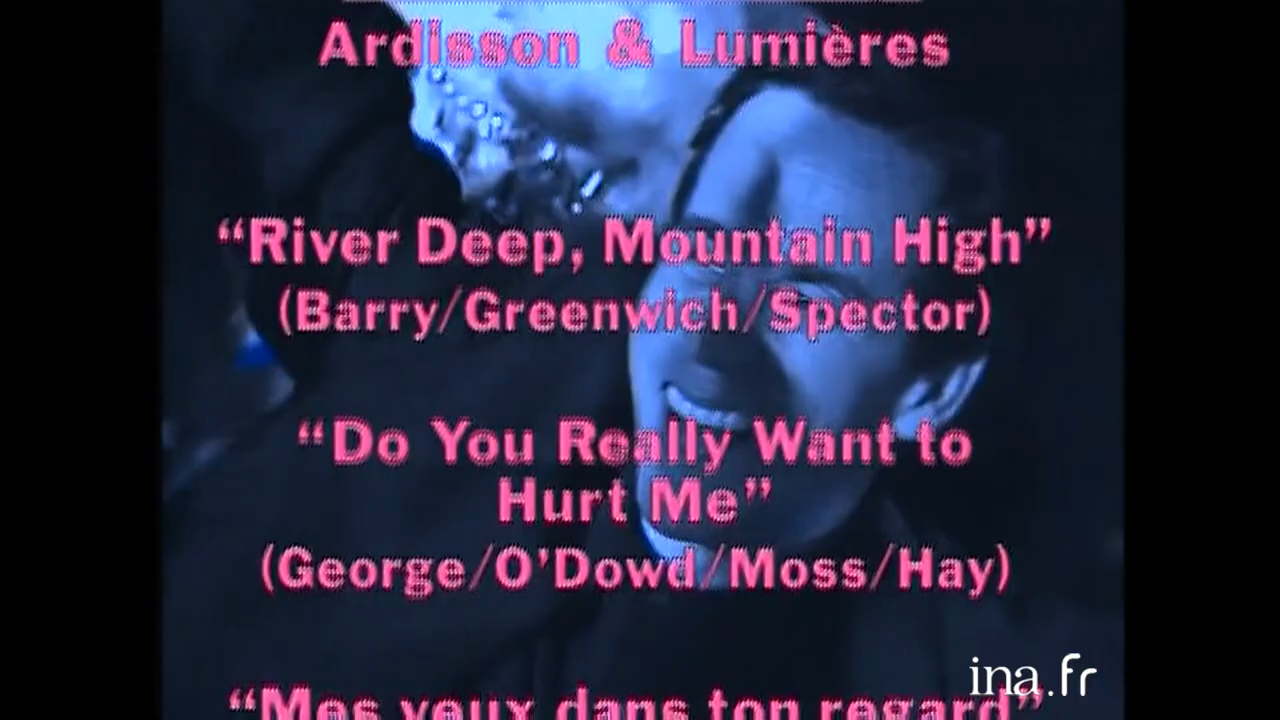 Ardisson & Lumières
“River Deep, Mountain High”
(Barry/Greenwich/Spector)
“Do You Really Want to
Hurt Me”
(George/O’Dowd/Moss/Hay)
“Mes yeux dans ton regard”
ina.fr